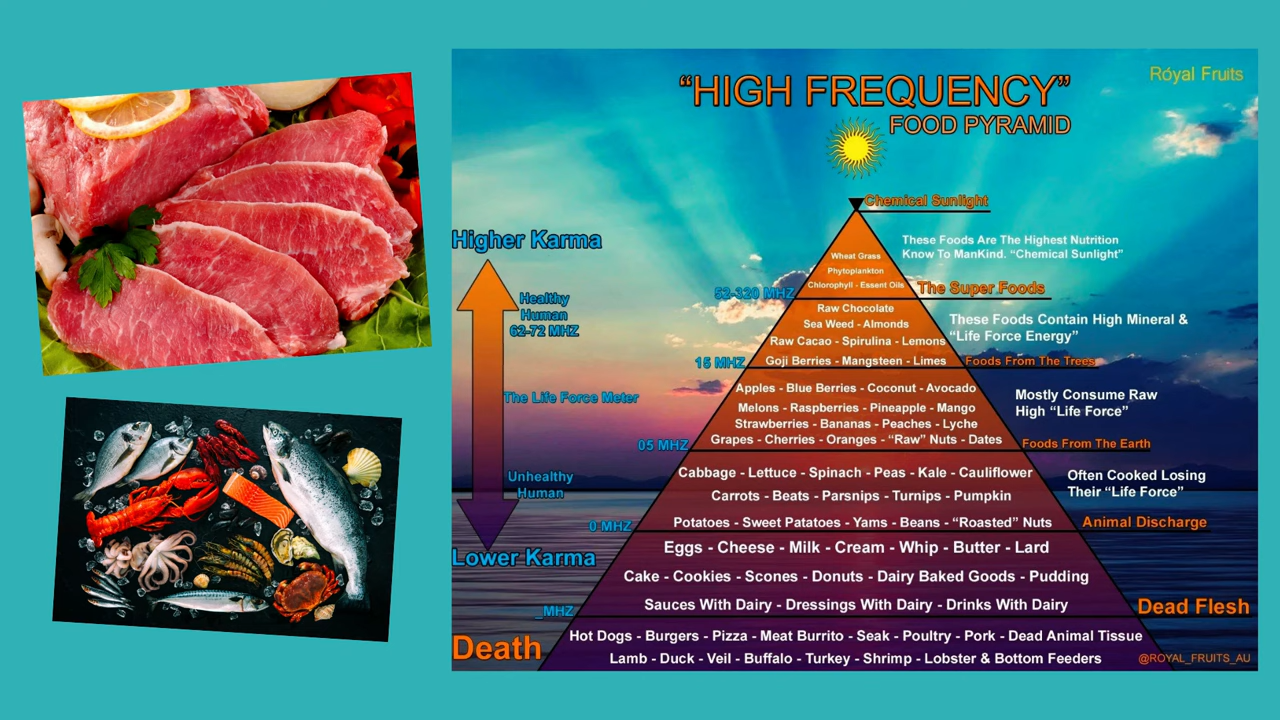 Róyal Fruits
“HIGH FREQUENCY”
FOOD PYRAMID
Chemical Sunlight
Higher Karma
These Foods Are The Highest Nutrition
Know To ManKind. “Chemical Sunlight”
Wheat Grass
Phytopiankton
Chlorophyll - Essent Oils
The Super Foods
52-320 MHZ
Healthy
Human
62-72 MHZ
Raw Chocolate
Sea Weed - Almonds
Raw Cacao - Spirulina - Lemons
Goji Berries - Mangsteen - Limes
These Foods Contain High Mineral &
“Life Force Energy”
15 MHZ
Foods From The Trees
The Life Force Meter
Apples - Blue Berries - Coconut - Avocado
Melons - Raspberries - Pineapple - Mango
Strawberries - Bananas - Peaches - Lyche
Grapes - Cherries - Oranges - “Raw” Nuts - Dates
Mostly Consume Raw
High “Life Force”
05 MHZ
Foods From The Earth
Unhealthy
Human
Cabbage - Lettuce - Spinach - Peas - Kale - Cauliflower
Carrots - Beats - Parsnips - Turnips - Pumpkin
Potatoes - Sweet Patatoes - Yams - Beans - “Roasted” Nuts
Often Cooked Losing
Their “Life Force”
0 MHZ
Animal Discharge
Lower Karma
Eggs - Cheese - Milk - Cream - Whip - Butter - Lard
Cake - Cookies - Scones - Donuts - Dairy Baked Goods - Pudding
Sauces With Dairy - Dressings With Dairy - Drinks With Dairy
_MHZ
Dead Flesh
Death
Hot Dogs - Burgers - Pizza - Meat Burrito - Seak - Poultry - Pork - Dead Animal Tissue
Lamb - Duck - Veil - Buffalo - Turkey - Shrimp - Lobster & Bottom Feeders
@ROYAL_FRUITS_AU